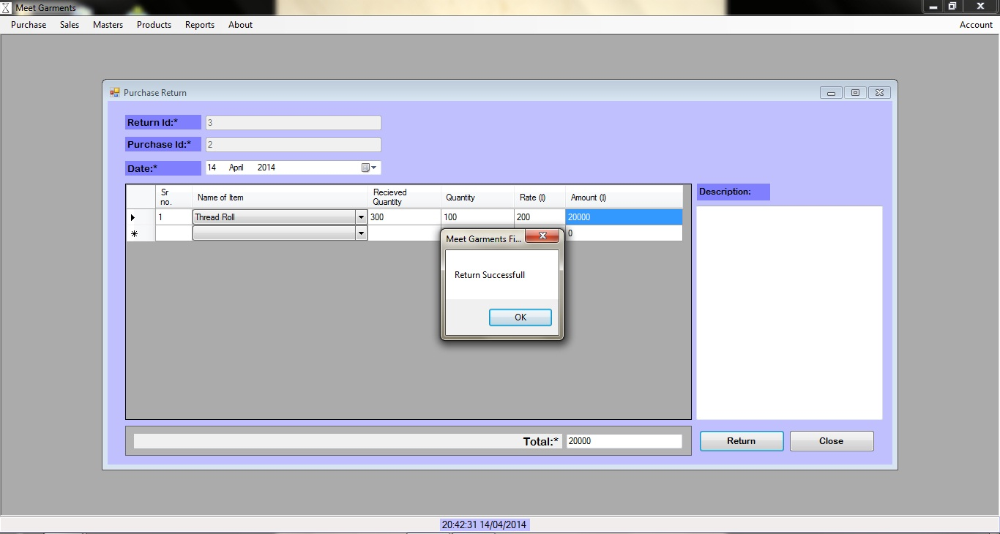 Meet Garments
Purchase Sales Masters Products Reports About Account
Purchase Return
Return Id:* 3
Purchase Id:* 2
Date:* 14 April 2014
Sr no. Name of Item Recieved Quantity Quantity Rate (▯) Amount (▯)
1 Thread Roll 300 100 200 20000
0
Description:
Meet Garments Fi...
Return Successfull
OK
Total:* 20000
Return Close
20:42:31 14/04/2014